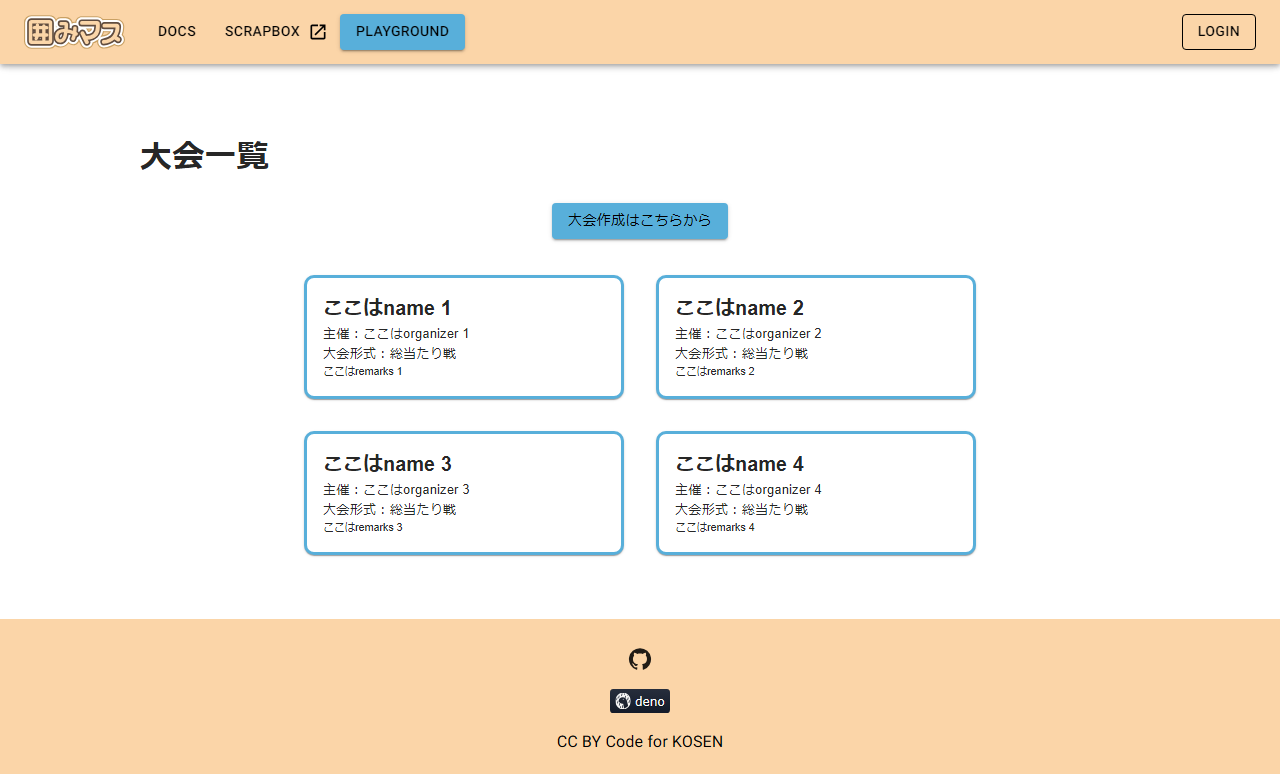 囲みマス
DOCS
SCRAPBOX
PLAYGROUND
LOGIN
大会一覧
大会作成はこちらから
ここはname 1
主催：ここはorganizer 1
大会形式：総当たり戦
ここはremarks 1
ここはname 2
主催：ここはorganizer 2
大会形式：総当たり戦
ここはremarks 2
ここはname 3
主催：ここはorganizer 3
大会形式：総当たり戦
ここはremarks 3
ここはname 4
主催：ここはorganizer 4
大会形式：総当たり戦
ここはremarks 4
deno
CC BY Code for KOSEN